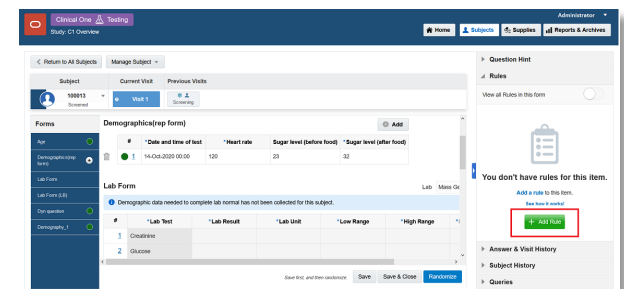 Clinical One Testing
Administrator
Study: C1 Overview
Home Subjects Supplies Reports & Archives
Return to All Subjects Manage Subject
Subject Current Visit Previous Visits
100013
Screened
Visit 1
Screening
Forms
Age
Demographics(rep form)
Lab Form
Lab Form (LB)
Dyn question
Demography_1
Demographics(rep form) Add
# *Date and time of test *Heart rate Sugar level (before food) *Sugar level (after food)
1 14-Oct-2020 00:00 120 23 32
Lab Form Lab Mass Ge
Demographic data needed to complete lab normal has not been collected for this subject.
# *Lab Test *Lab Result *Lab Unit *Low Range *High Range
1 Creatinine
2 Glucose
Save first, and then randomize. Save Save & Close Randomize
Question Hint
Rules
View all Rules in this form
You don't have rules for this item.
Add a rule to this item.
See how it works!
+ Add Rule
Answer & Visit History
Subject History
Queries